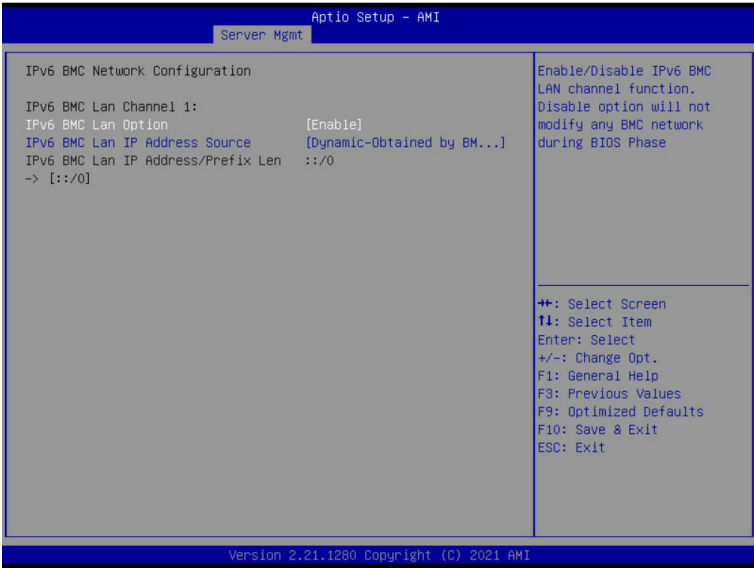 Aptio Setup - AMI
Server Mgmt
IPv6 BMC Network Configuration
IPv6 BMC Lan Channel 1:
IPv6 BMC Lan Option [Enable]
IPv6 BMC Lan IP Address Source [Dynamic-Obtained by BM...]
IPv6 BMC Lan IP Address/Prefix Len ::/0
-> [::/0]
Enable/Disable IPv6 BMC
LAN channel function.
Disable option will not
modify any BMC network
during BIOS Phase
→←: Select Screen
↑↓: Select Item
Enter: Select
+/-: Change Opt.
F1: General Help
F3: Previous Values
F9: Optimized Defaults
F10: Save & Exit
ESC: Exit
Version 2.21.1280 Copyright (C) 2021 AMI